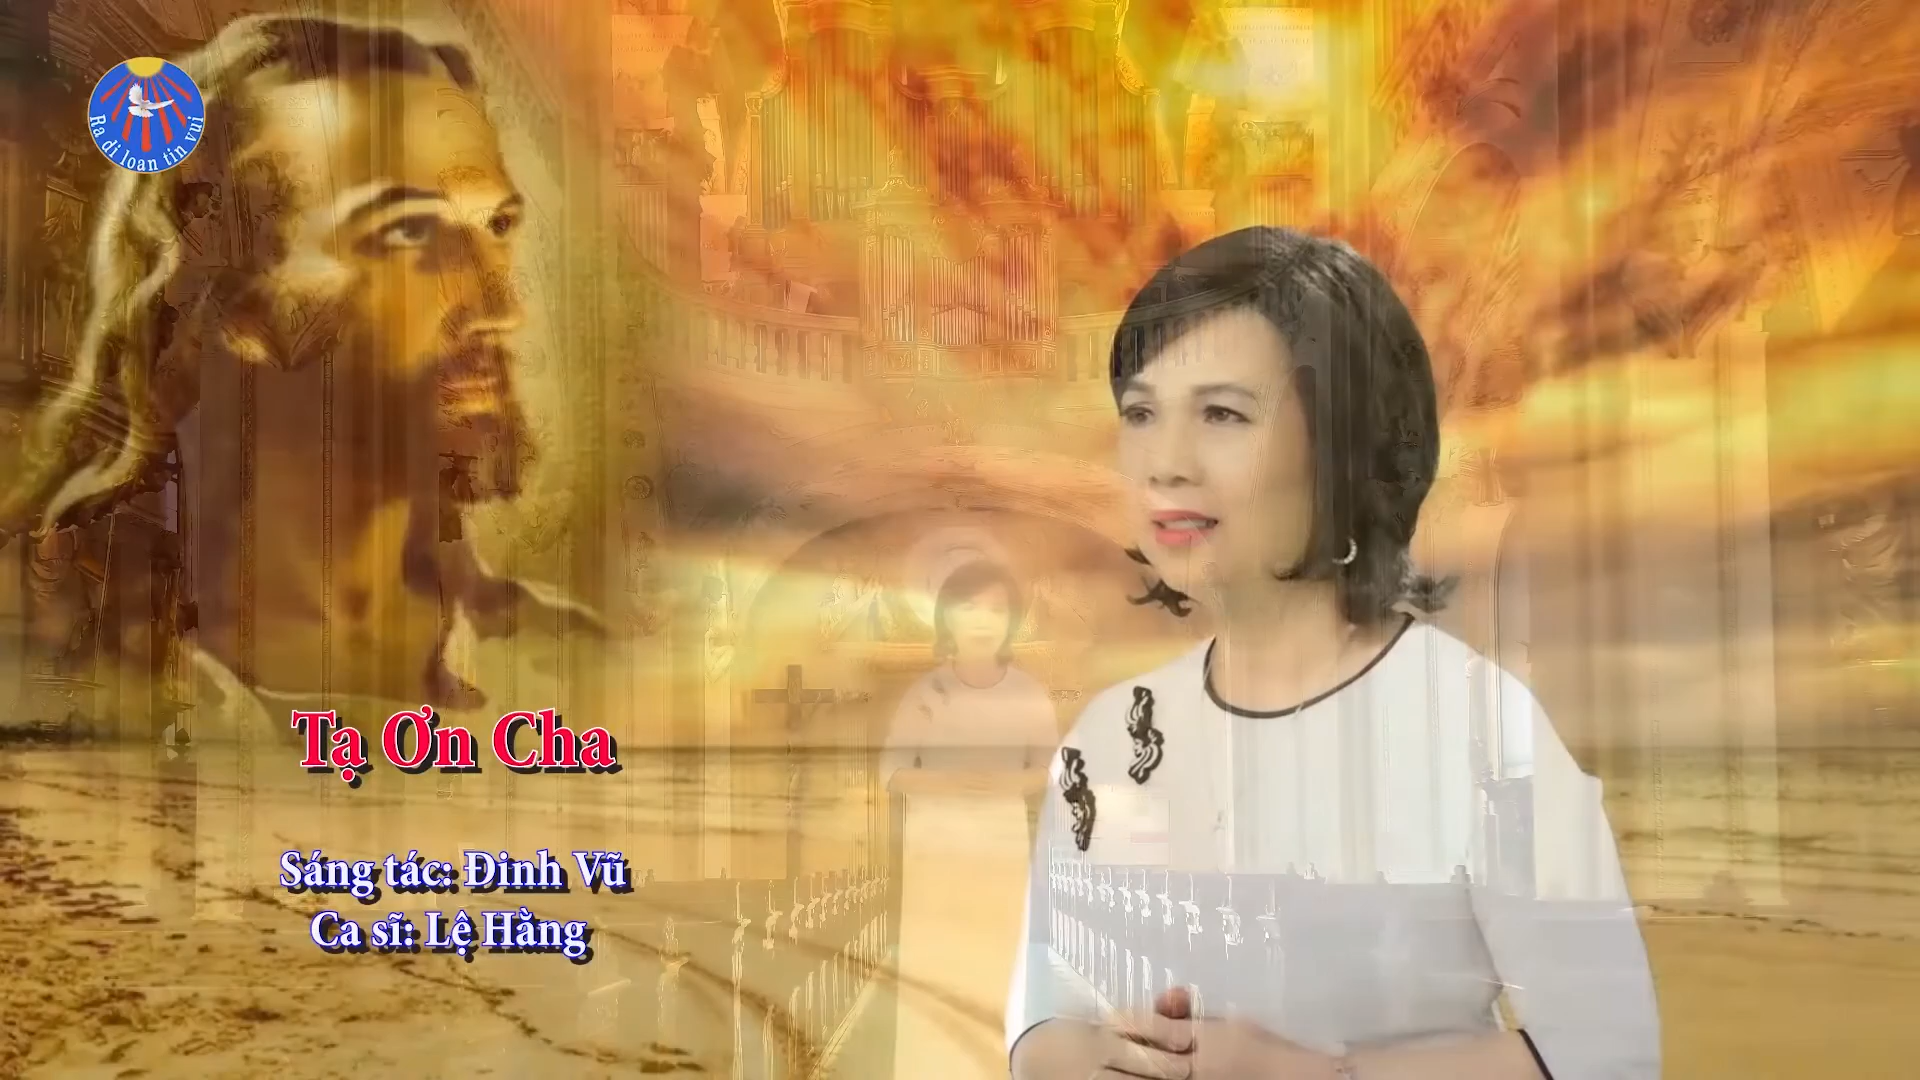 Ra đi loan tin vui
Tạ Ơn Cha
Sáng tác: Đinh Vũ
Ca sĩ: Lệ Hằng